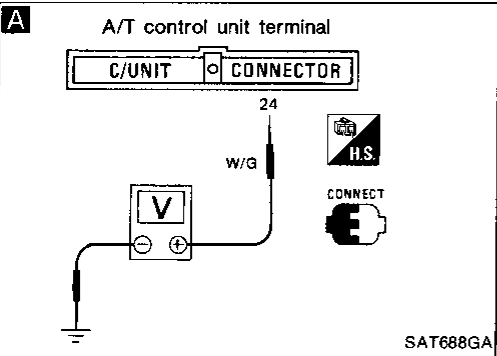 A
A/T control unit terminal
C/UNIT CONNECTOR
24
W/G
H.S.
CONNECT
V
− +
SAT688GA